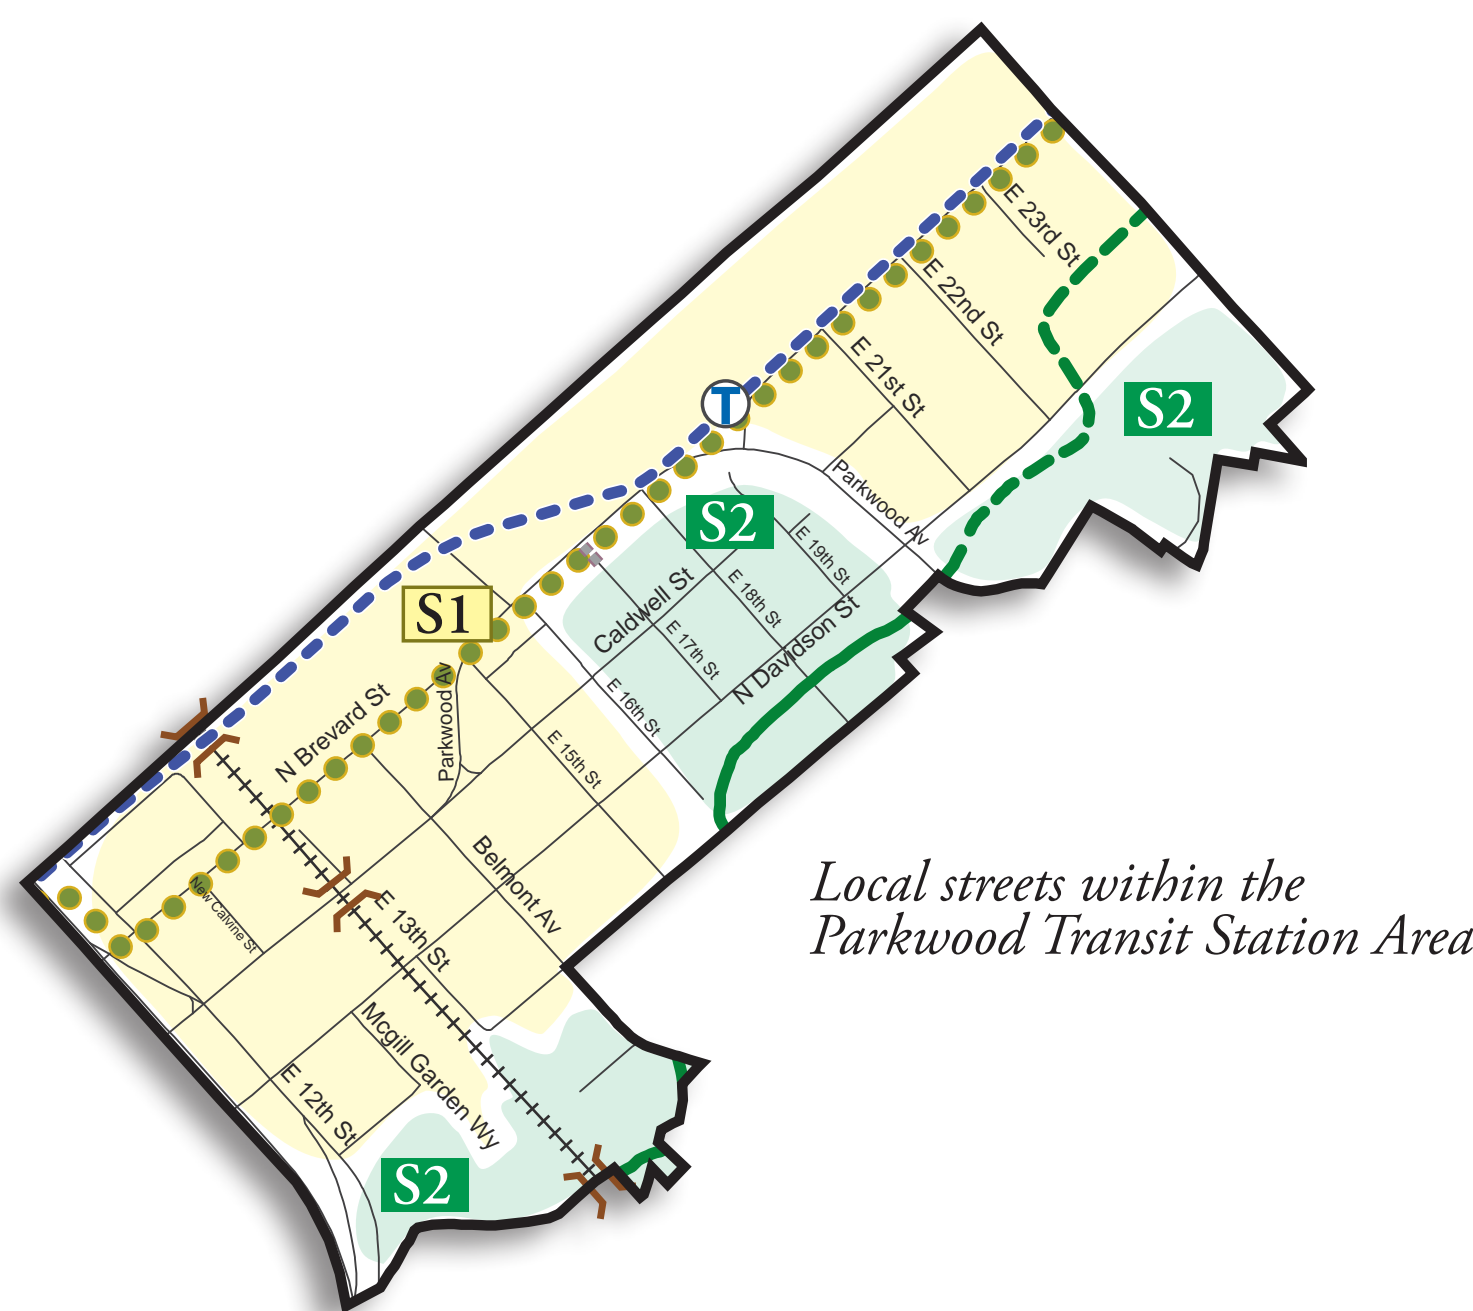 E 23rd St
E 22nd St
E 21st St
T
S2
Parkwood Av
S2
E 19th St
E 18th St
Caldwell St
S1
E 17th St
N Davidson St
E 16th St
Parkwood Av
N Brevard St
E 15th St
Belmont Av
New Calvine St
E 13th St
Local streets within the
Parkwood Transit Station Area
Mcgill Garden Wy
E 12th St
S2